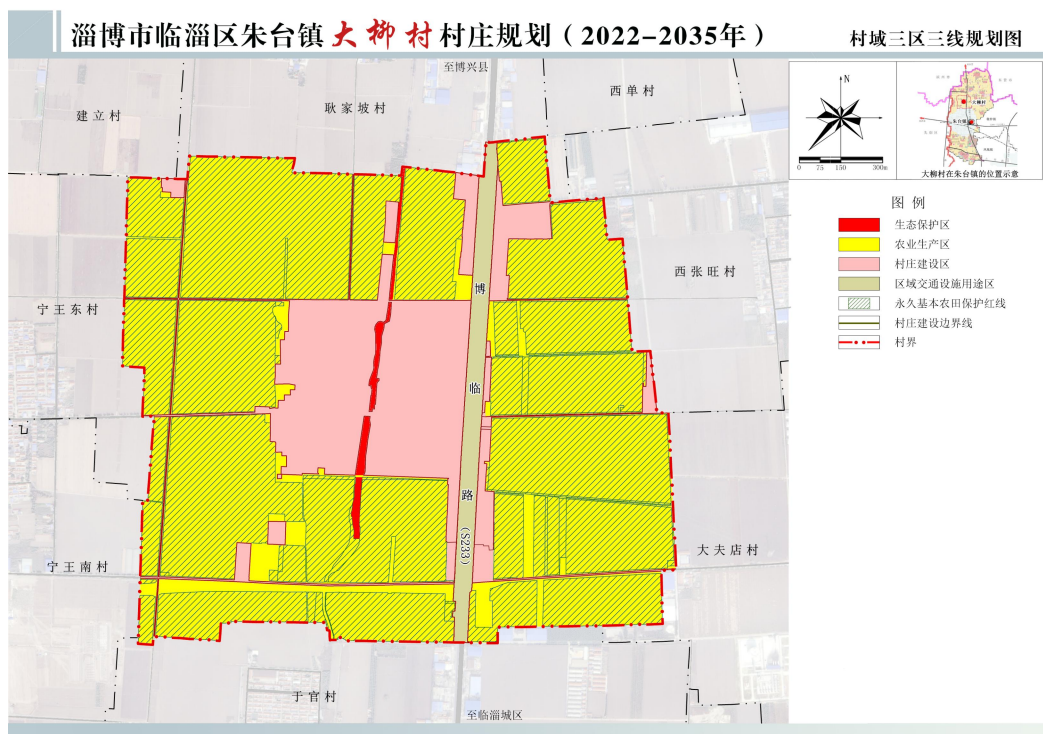 淄博市临淄区朱台镇大柳村村庄规划（2022-2035年）
村域三区三线规划图
至博兴县
西单村
耿家坡村
建立村
N
0 75 150 300m
大柳村
朱台镇
大柳村在朱台镇的位置示意
图 例
生态保护区
农业生产区
村庄建设区
区域交通设施用途区
永久基本农田保护红线
村庄建设边界线
村界
西张旺村
宁王东村
博
临
路
(S233)
大夫店村
宁王南村
于官村
至临淄城区